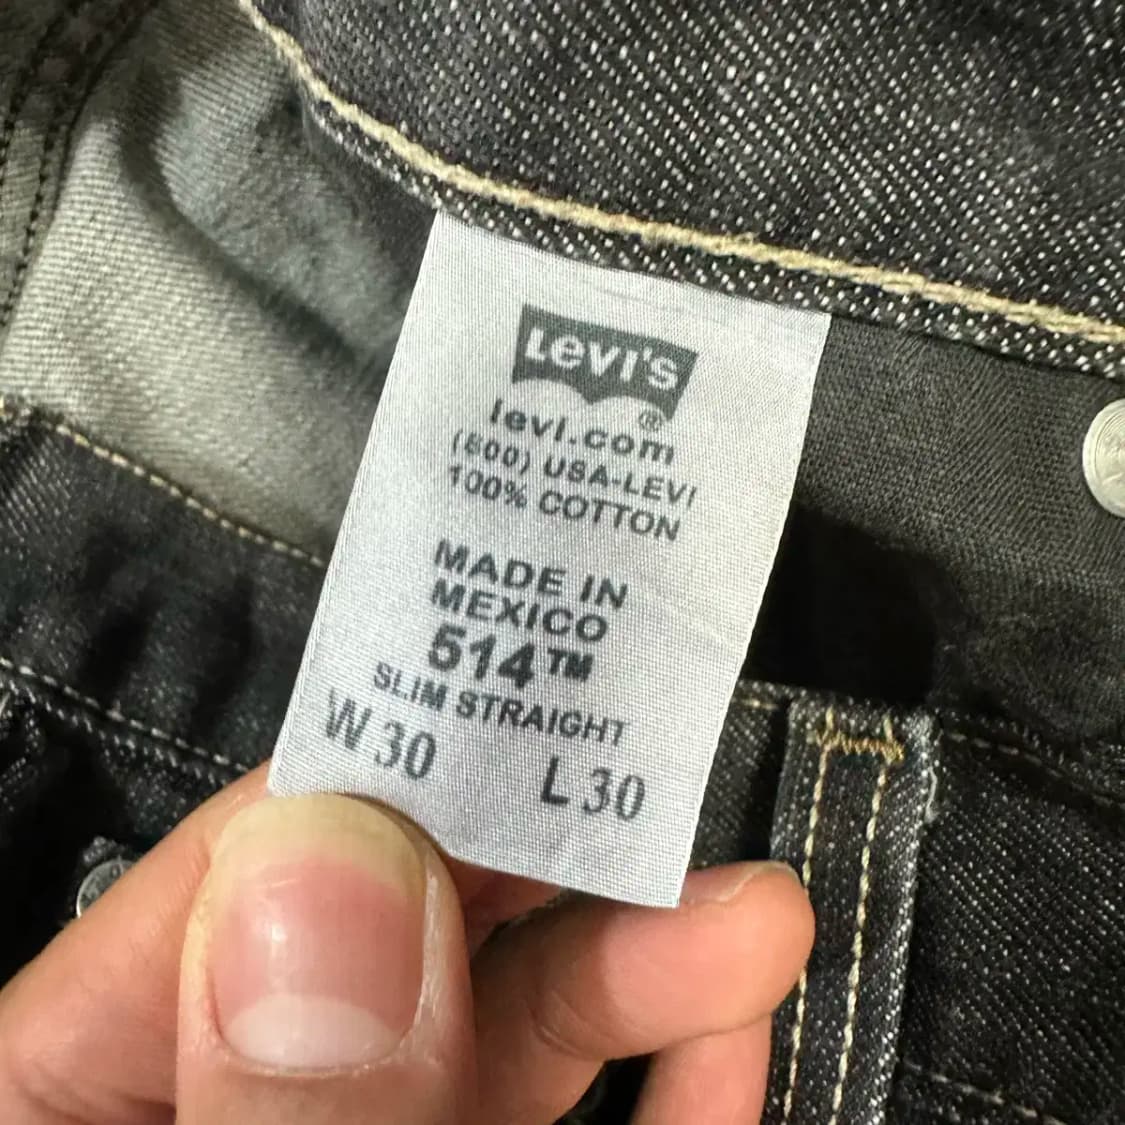 Levi's
®
levi.com
(800) USA-LEVI
100% COTTON
MADE IN
MEXICO
514™
SLIM STRAIGHT
W 30 L 30